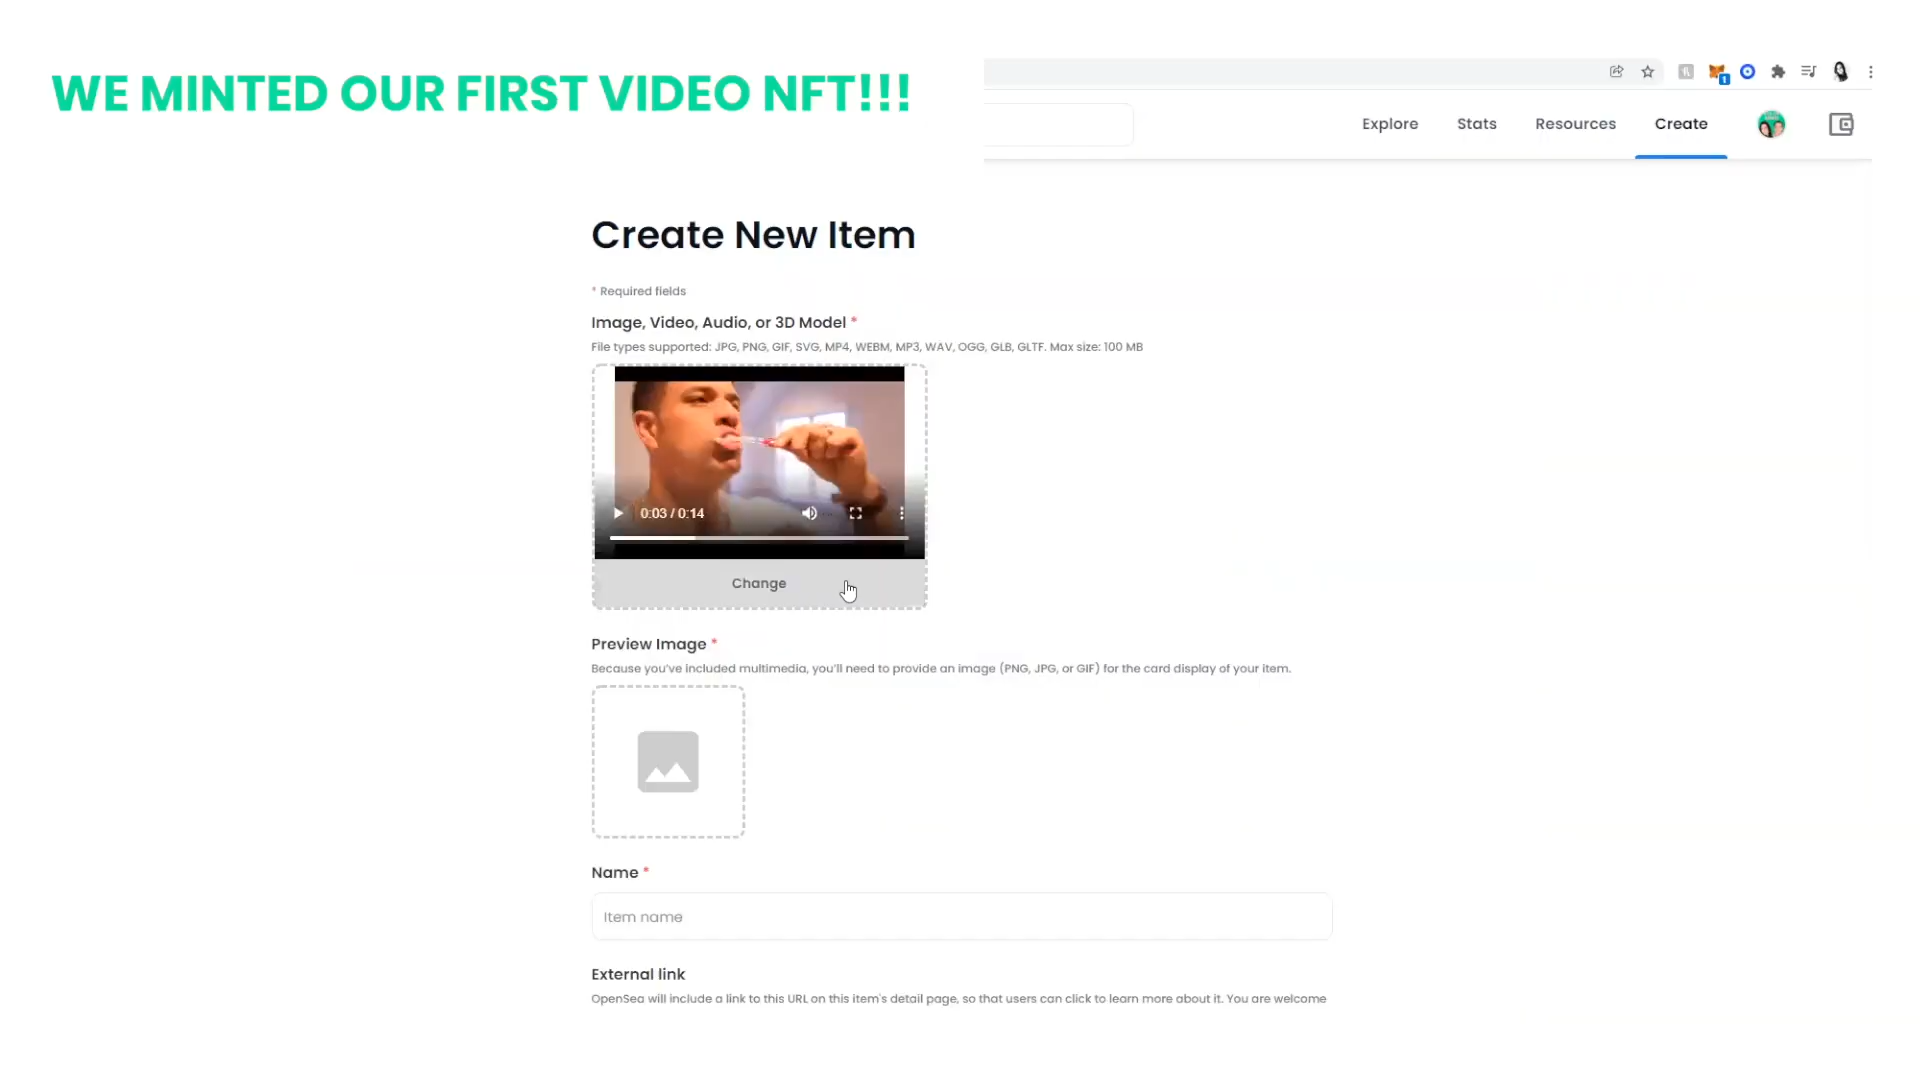 WE MINTED OUR FIRST VIDEO NFT!!!
1
Explore
Stats
Resources
Create
Create New Item
* Required fields
Image, Video, Audio, or 3D Model *
File types supported: JPG, PNG, GIF, SVG, MP4, WEBM, MP3, WAV, OGG, GLB, GLTF. Max size: 100 MB
0:03 / 0:14
Change
Preview Image *
Because you've included multimedia, you'll need to provide an image (PNG, JPG, or GIF) for the card display of your item.
Name *
Item name
External link
OpenSea will include a link to this URL on this item's detail page, so that users can click to learn more about it. You are welcome